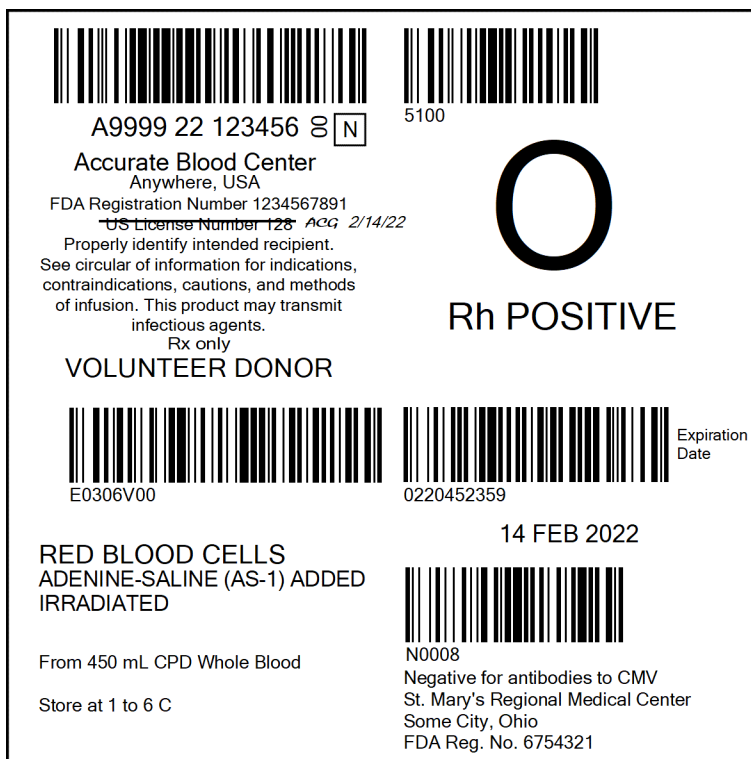 A9999 22 123456 00 N
Accurate Blood Center
Anywhere, USA
FDA Registration Number 1234567891
US License Number 128 ACG 2/14/22
Properly identify intended recipient.
See circular of information for indications,
contraindications, cautions, and methods
of infusion. This product may transmit
infectious agents.
Rx only
VOLUNTEER DONOR
5100
O
Rh POSITIVE
E0306V00
RED BLOOD CELLS
ADENINE-SALINE (AS-1) ADDED
IRRADIATED
From 450 mL CPD Whole Blood
Store at 1 to 6 C
0220452359
Expiration
Date
14 FEB 2022
N0008
Negative for antibodies to CMV
St. Mary's Regional Medical Center
Some City, Ohio
FDA Reg. No. 6754321